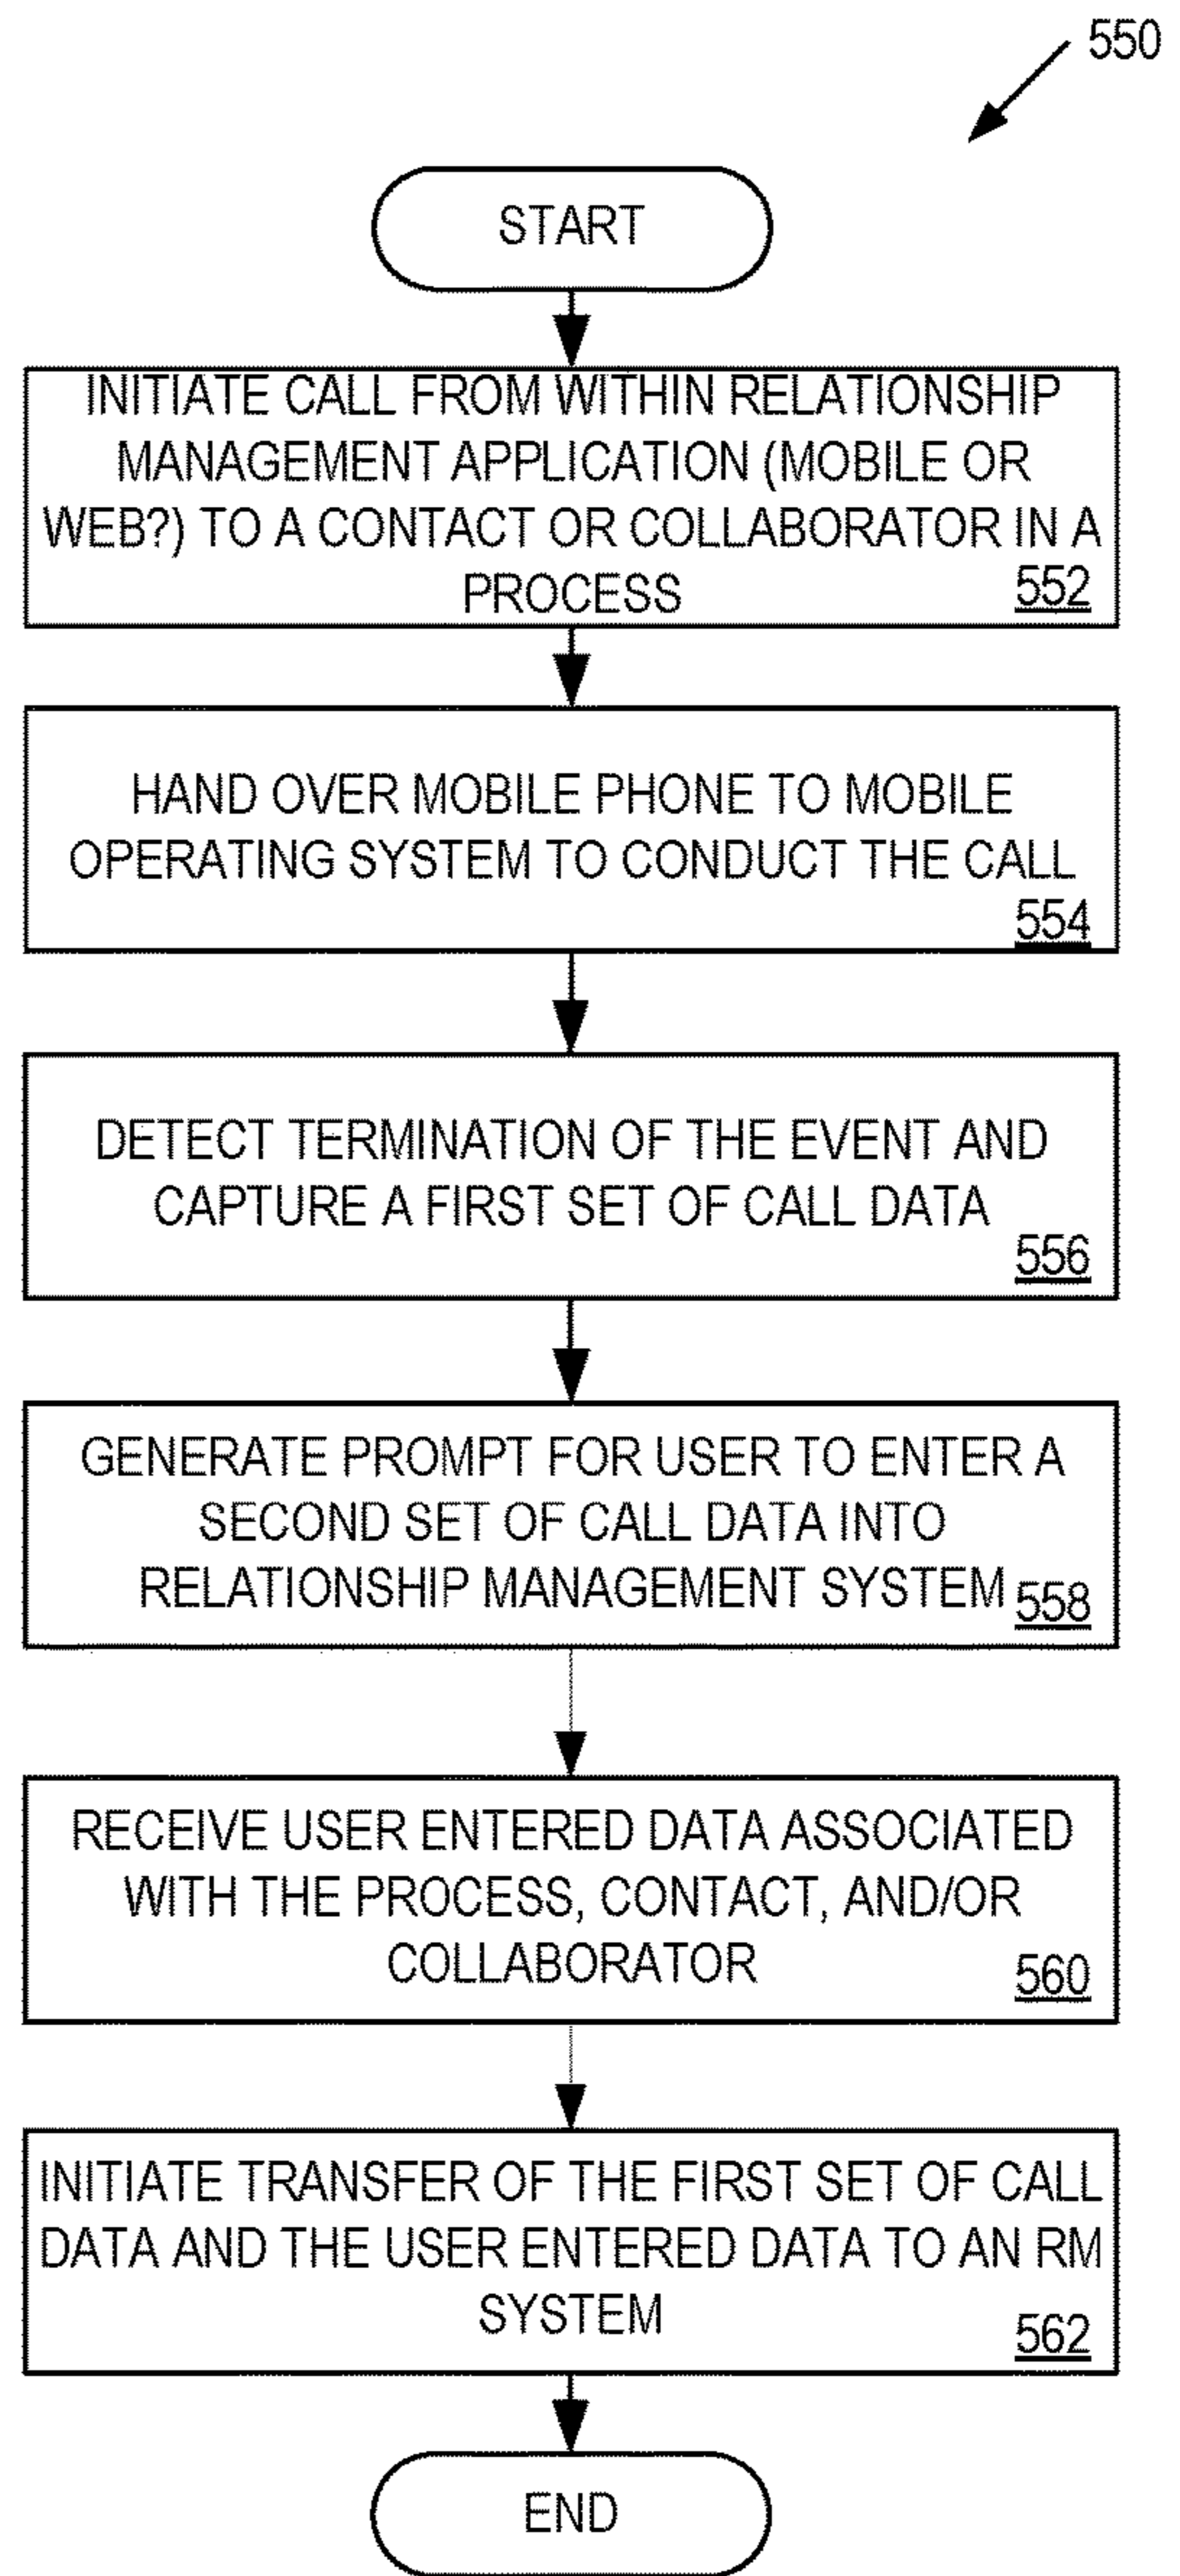 550
START
INITIATE CALL FROM WITHIN RELATIONSHIP
MANAGEMENT APPLICATION (MOBILE OR
WEB?) TO A CONTACT OR COLLABORATOR IN A
PROCESS
552
HAND OVER MOBILE PHONE TO MOBILE
OPERATING SYSTEM TO CONDUCT THE CALL
554
DETECT TERMINATION OF THE EVENT AND
CAPTURE A FIRST SET OF CALL DATA
556
GENERATE PROMPT FOR USER TO ENTER A
SECOND SET OF CALL DATA INTO
RELATIONSHIP MANAGEMENT SYSTEM
558
RECEIVE USER ENTERED DATA ASSOCIATED
WITH THE PROCESS, CONTACT, AND/OR
COLLABORATOR
560
INITIATE TRANSFER OF THE FIRST SET OF CALL
DATA AND THE USER ENTERED DATA TO AN RM
SYSTEM
562
END